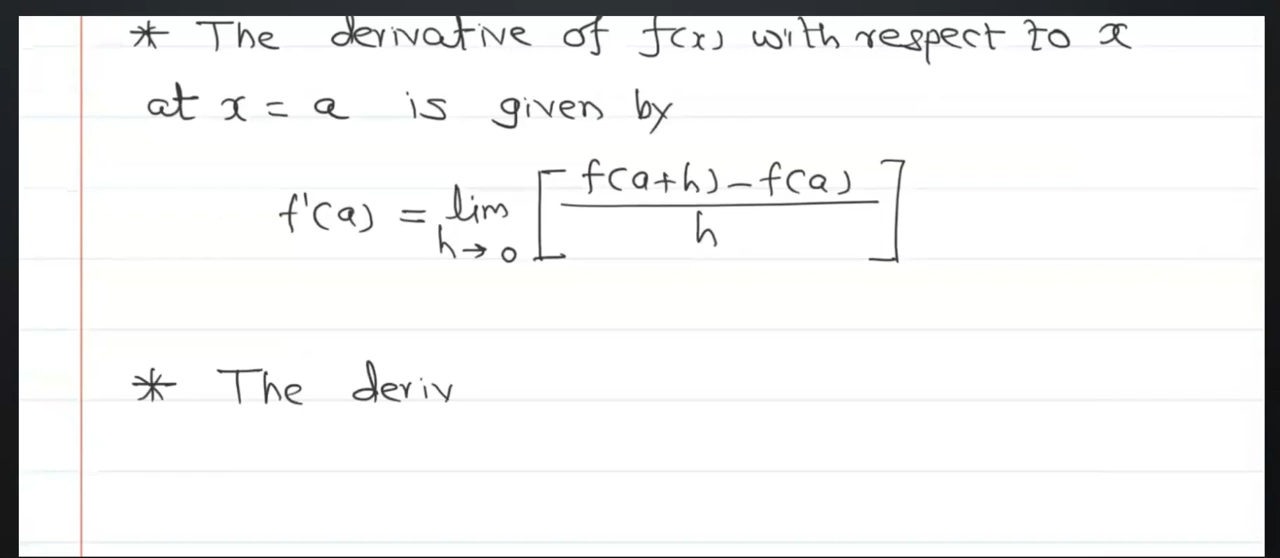 * The derivative of f(x) with respect to x
at x = a is given by
f'(a) = lim h→0 [ f(a+h) - f(a) / h ]
* The deriv